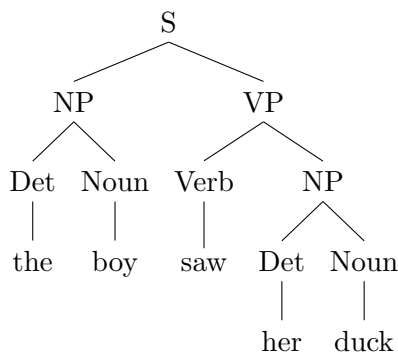 S
NP VP
Det Noun Verb NP
the boy saw Det Noun
her duck